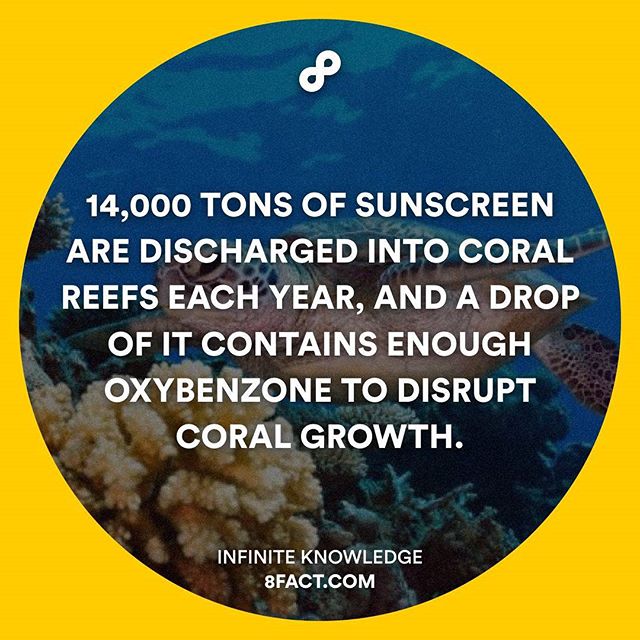 14,000 TONS OF SUNSCREEN
ARE DISCHARGED INTO CORAL
REEFS EACH YEAR, AND A DROP
OF IT CONTAINS ENOUGH
OXYBENZONE TO DISRUPT
CORAL GROWTH.
INFINITE KNOWLEDGE
8FACT.COM